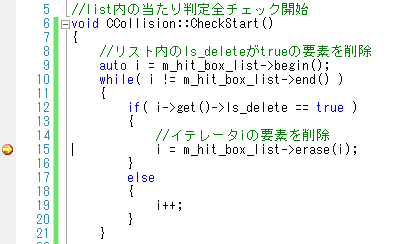 5 //list内の当たり判定全チェック開始
6 void CCollision::CheckStart()
7 {
8 //リスト内のIs_deleteがtrueの要素を削除
9 auto i = m_hit_box_list->begin();
10 while( i != m_hit_box_list->end() )
11 {
12 if( i->get()->Is_delete == true )
13 {
14 //イテレータiの要素を削除
15 i = m_hit_box_list->erase(i);
16 }
17 else
18 {
19 i++;
20 }
21 }